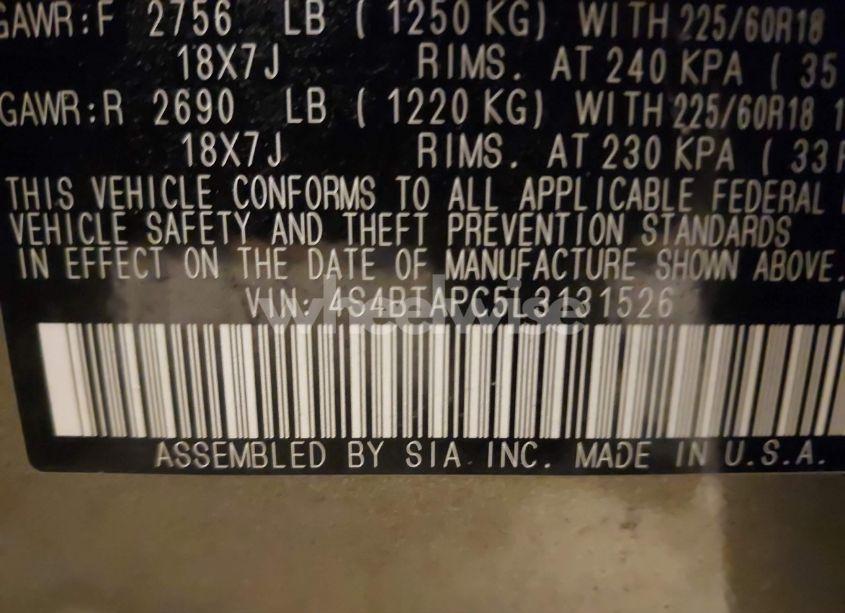 GAWR:F 2756 LB ( 1250 KG) WITH 225/60R18
18X7J RIMS. AT 240 KPA ( 35
GAWR:R 2690 LB ( 1220 KG) WITH 225/60R18 1
18X7J RIMS. AT 230 KPA ( 33
THIS VEHICLE CONFORMS TO ALL APPLICABLE FEDERAL
VEHICLE SAFETY AND THEFT PREVENTION STANDARDS
IN EFFECT ON THE DATE OF MANUFACTURE SHOWN ABOVE.
VIN: 4S4BTAPC5L3131526
wheelwise
ASSEMBLED BY SIA INC. MADE IN U.S.A.